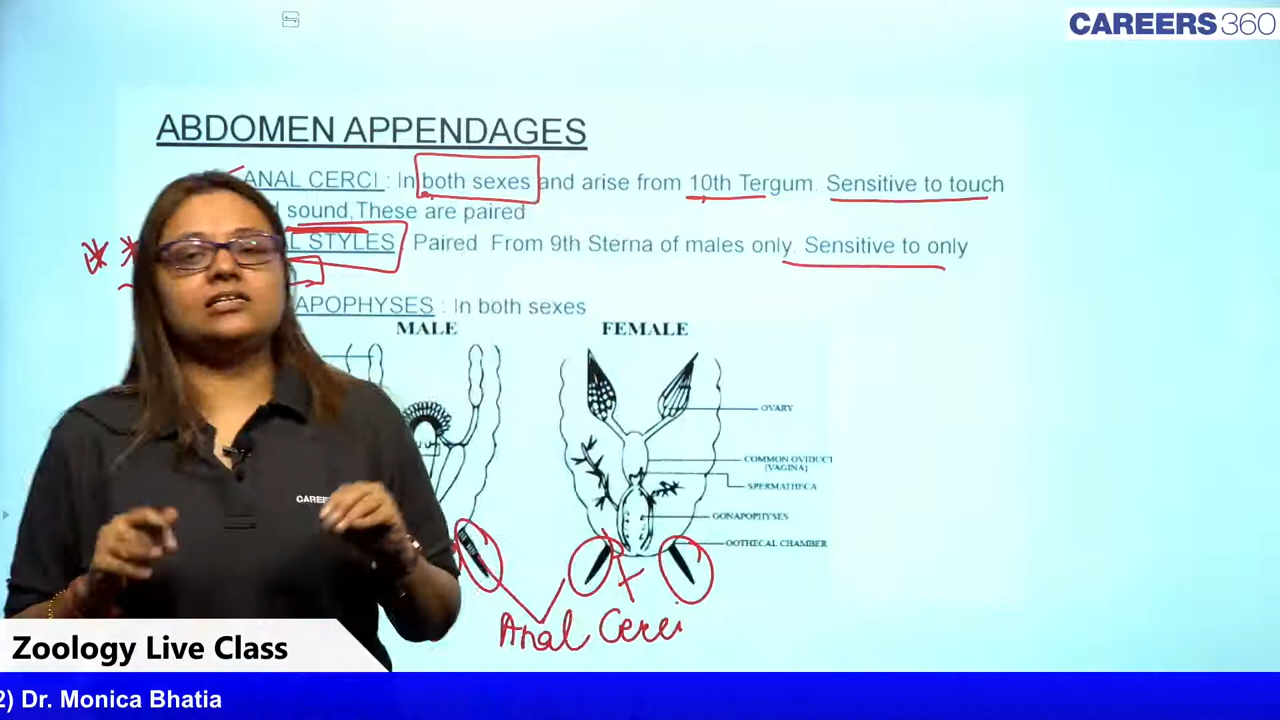 CAREERS360
ABDOMEN APPENDAGES
ANAL CERCI : In both sexes and arise from 10th Tergum. Sensitive to touch
sound,These are paired
L STYLES Paired From 9th Sterna of males only. Sensitive to only
APOPHYSES : In both sexes
MALE
FEMALE
OVARY
COMMON OVIDUCT
(VAGINA)
SPERMATHECA
GONAPOPHYSES
OOTHECAL CHAMBER
CAREE
Anal Cerci
Zoology Live Class
2) Dr. Monica Bhatia